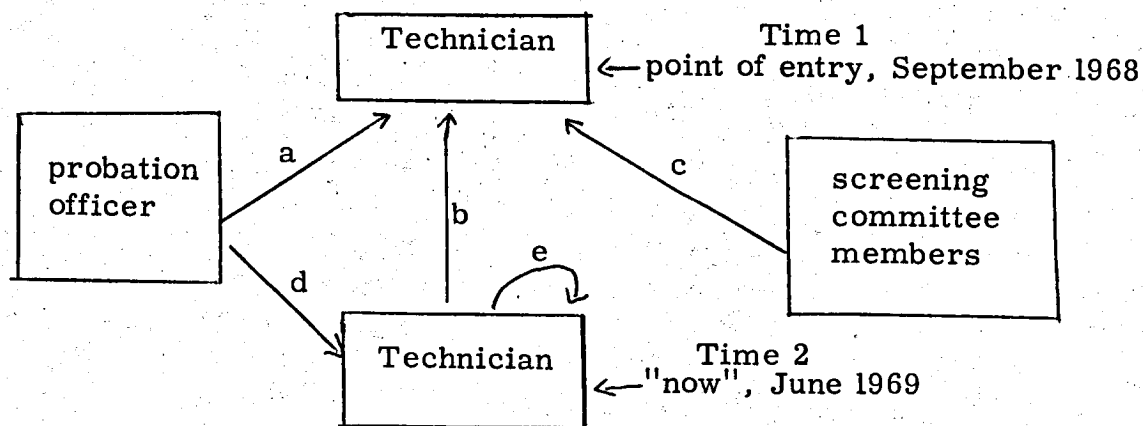 Technician
Time 1
←point of entry, September 1968
a
probation
officer
c
screening
committee
members
b
e
d
Technician
Time 2
←"now", June 1969